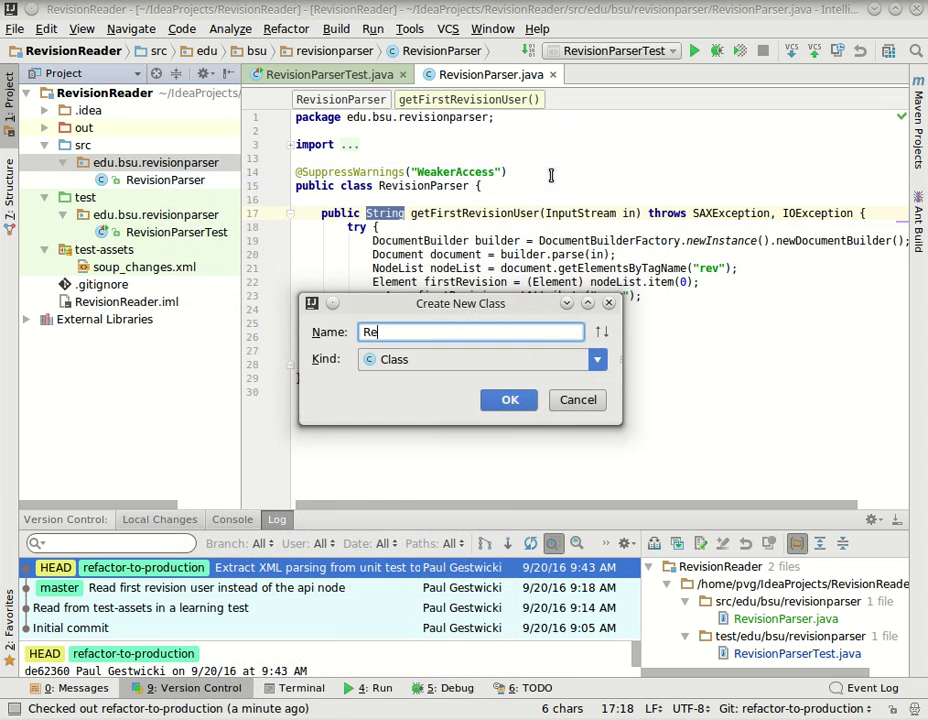 RevisionReader - [~/IdeaProjects/RevisionReader] - [RevisionReader] - ~/IdeaProjects/RevisionReader/src/edu/bsu/revisionparser/RevisionParser.java - Intelli...
File Edit View Navigate Code Analyze Refactor Build Run Tools VCS Window Help
RevisionReader src edu bsu revisionparser RevisionParser RevisionParserTest VCS VCS
Project RevisionParserTest.java RevisionParser.java
RevisionParser getFirstRevisionUser()
1: Project
7: Structure
2: Favorites
Maven Projects
Ant Build
RevisionReader ~/IdeaProjects/
.idea
out
src
edu.bsu.revisionparser
RevisionParser
test
edu.bsu.revisionparser
RevisionParserTest
test-assets
soup_changes.xml
.gitignore
RevisionReader.iml
External Libraries
1 package edu.bsu.revisionparser;
2
3 import ...
13
14 @SuppressWarnings("WeakerAccess")
15 public class RevisionParser {
16
17 public String getFirstRevisionUser(InputStream in) throws SAXException, IOException {
18 try {
19 DocumentBuilder builder = DocumentBuilderFactory.newInstance().newDocumentBuilder();
20 Document document = builder.parse(in);
21 NodeList nodeList = document.getElementsByTagName("rev");
22 Element firstRevision = (Element) nodeList.item(0);
23
24
25
26
27
28
29
30
Create New Class
Name: Re
Kind: Class
OK Cancel
Version Control: Local Changes Console Log
Branch: All User: All Date: All Paths: All
HEAD refactor-to-production Extract XML parsing from unit test to Paul Gestwicki 9/20/16 9:43 AM
master Read first revision user instead of the api node Paul Gestwicki 9/20/16 9:18 AM
Read from test-assets in a learning test Paul Gestwicki 9/20/16 9:14 AM
Initial commit Paul Gestwicki 9/20/16 9:05 AM
HEAD refactor-to-production
de62360 Paul Gestwicki on 9/20/16 at 9:43 AM
RevisionReader 2 files
/home/pvg/IdeaProjects/RevisionReade
src/edu/bsu/revisionparser 1 file
RevisionParser.java
test/edu/bsu/revisionparser 1 file
RevisionParserTest.java
0: Messages 9: Version Control Terminal 4: Run 5: Debug 6: TODO Event Log
Checked out refactor-to-production (a minute ago) 6 chars 17:18 LF UTF-8 Git: refactor-to-production